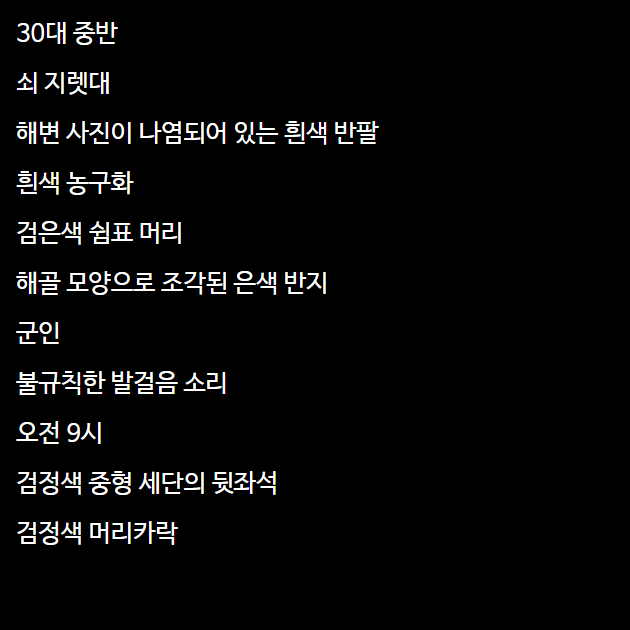 30대 중반
쇠 지렛대
해변 사진이 나염되어 있는 흰색 반팔
흰색 농구화
검은색 쉼표 머리
해골 모양으로 조각된 은색 반지
군인
불규칙한 발걸음 소리
오전 9시
검정색 중형 세단의 뒷좌석
검정색 머리카락